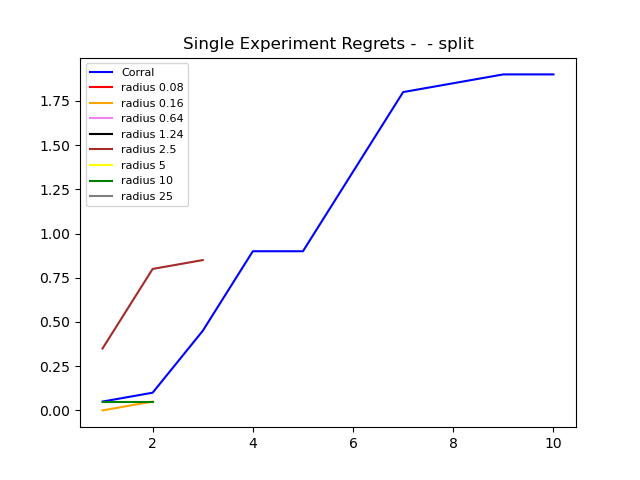 Single Experiment Regrets -  - split
Corral
radius 0.08
radius 0.16
radius 0.64
radius 1.24
radius 2.5
radius 5
radius 10
radius 25
1.75
1.50
1.25
1.00
0.75
0.50
0.25
0.00
2 4 6 8 10